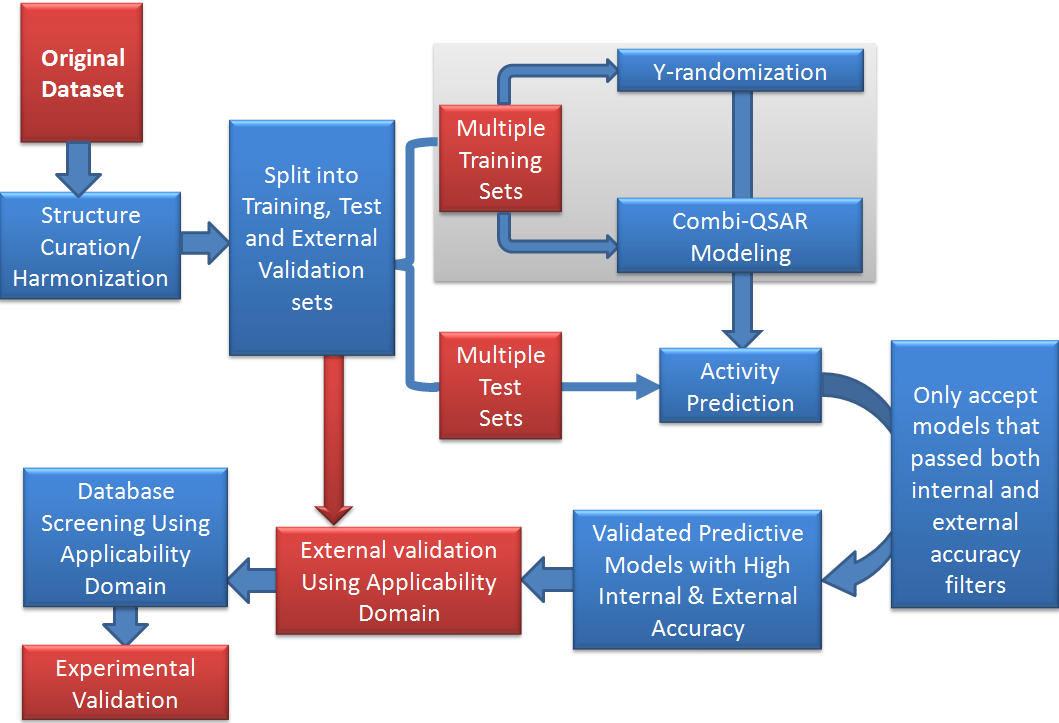 Original
Dataset
Structure
Curation/
Harmonization
Split into
Training, Test
and External
Validation
sets
Multiple
Training
Sets
Y-randomization
Combi-QSAR
Modeling
Multiple
Test
Sets
Activity
Prediction
Only accept
models that
passed both
internal and
external
accuracy
filters
Validated Predictive
Models with High
Internal & External
Accuracy
External validation
Using Applicability
Domain
Database
Screening Using
Applicability
Domain
Experimental
Validation